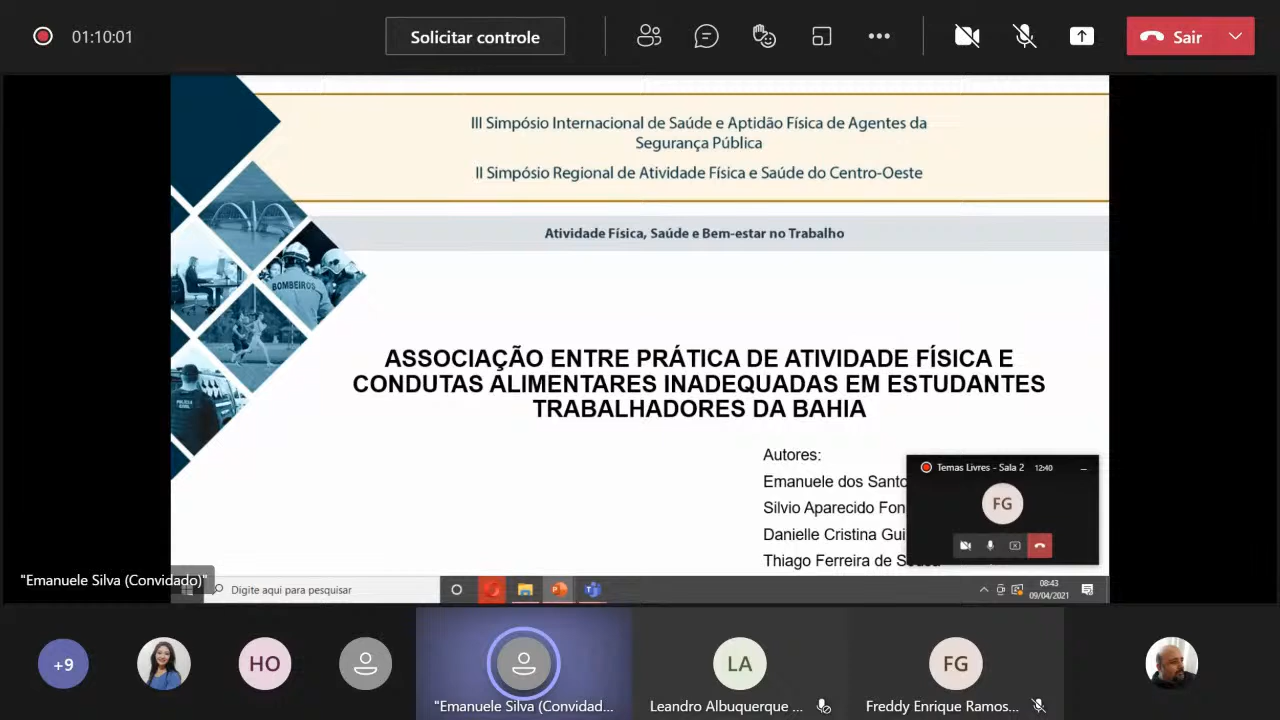 01:10:01
Solicitar controle
Sair
III Simpósio Internacional de Saúde e Aptidão Física de Agentes da
Segurança Pública
II Simpósio Regional de Atividade Física e Saúde do Centro-Oeste
Atividade Física, Saúde e Bem-estar no Trabalho
BOMBEIROS
POLÍCIA
CIVIL
ASSOCIAÇÃO ENTRE PRÁTICA DE ATIVIDADE FÍSICA E
CONDUTAS ALIMENTARES INADEQUADAS EM ESTUDANTES
TRABALHADORES DA BAHIA
Autores:
Emanuele dos Santo
Silvio Aparecido Fon
Danielle Cristina Gui
Thiago Ferreira de Sousa
Temas Livres - Sala 2 12:40
FG
"Emanuele Silva (Convidado)"
Digite aqui para pesquisar
08:43
09/04/2021
+9
HO
LA
FG
"Emanuele Silva (Convidad...
Leandro Albuquerque ...
Freddy Enrique Ramos...